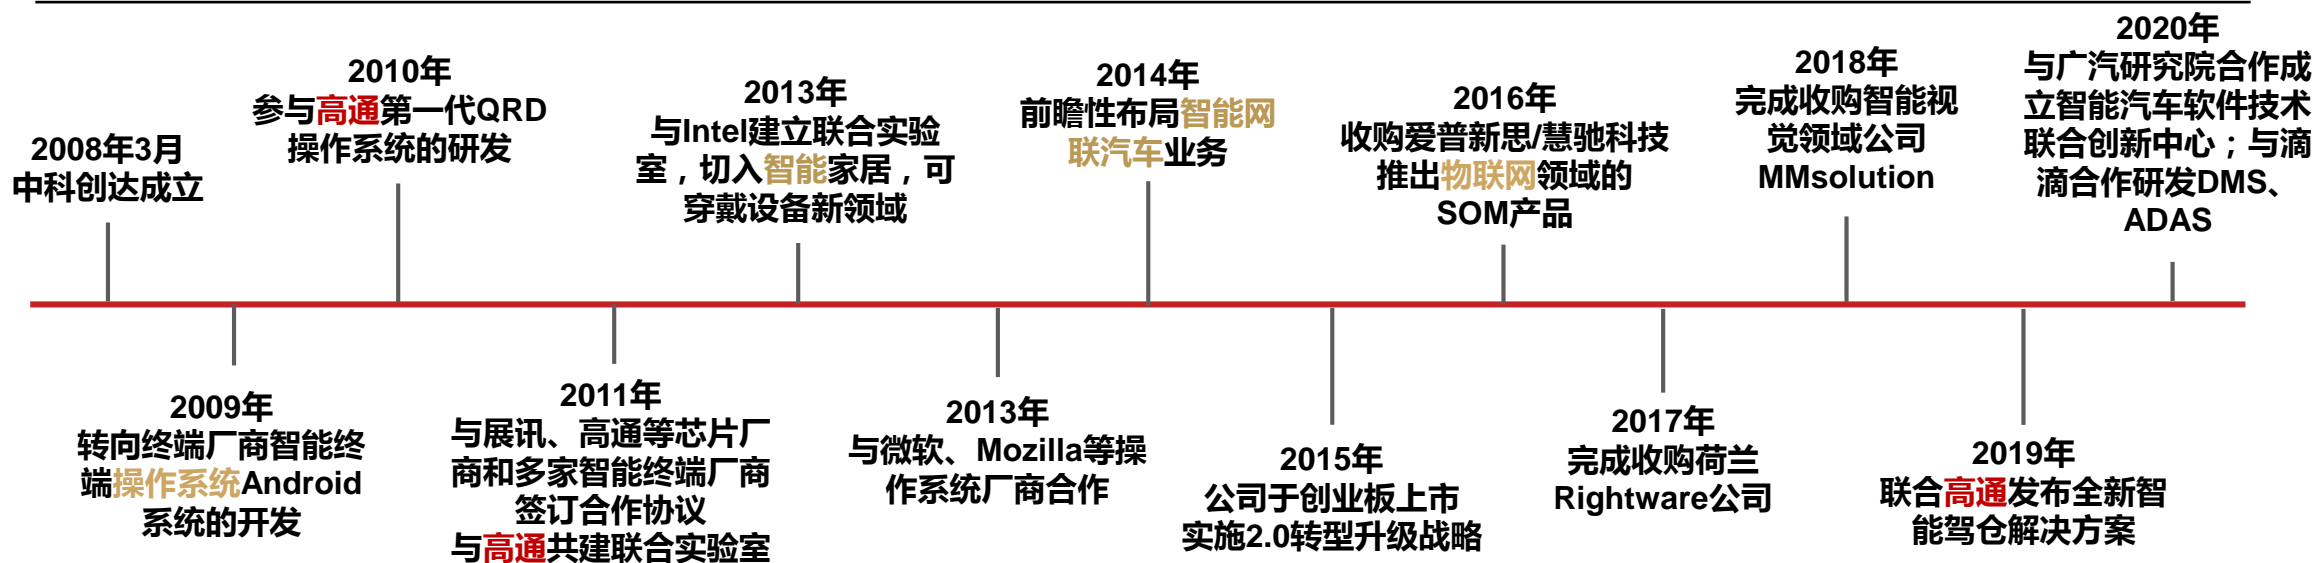 2008年3月
中科创达成立
2009年
转向终端厂商智能终
端操作系统Android
系统的开发
2010年
参与高通第一代QRD
操作系统的研发
2011年
与展讯、高通等芯片厂
商和多家智能终端厂商
签订合作协议
与高通共建联合实验室
2013年
与Intel建立联合实验
室，切入智能家居，可
穿戴设备新领域
2013年
与微软、Mozilla等操
作系统厂商合作
2014年
前瞻性布局智能网
联汽车业务
2015年
公司于创业板上市
实施2.0转型升级战略
2016年
收购爱普新思/慧驰科技
推出物联网领域的
SOM产品
2017年
完成收购荷兰
Rightware公司
2018年
完成收购智能视
觉领域公司
MMsolution
2019年
联合高通发布全新智
能驾仓解决方案
2020年
与广汽研究院合作成
立智能汽车软件技术
联合创新中心；与滴
滴合作研发DMS、
ADAS